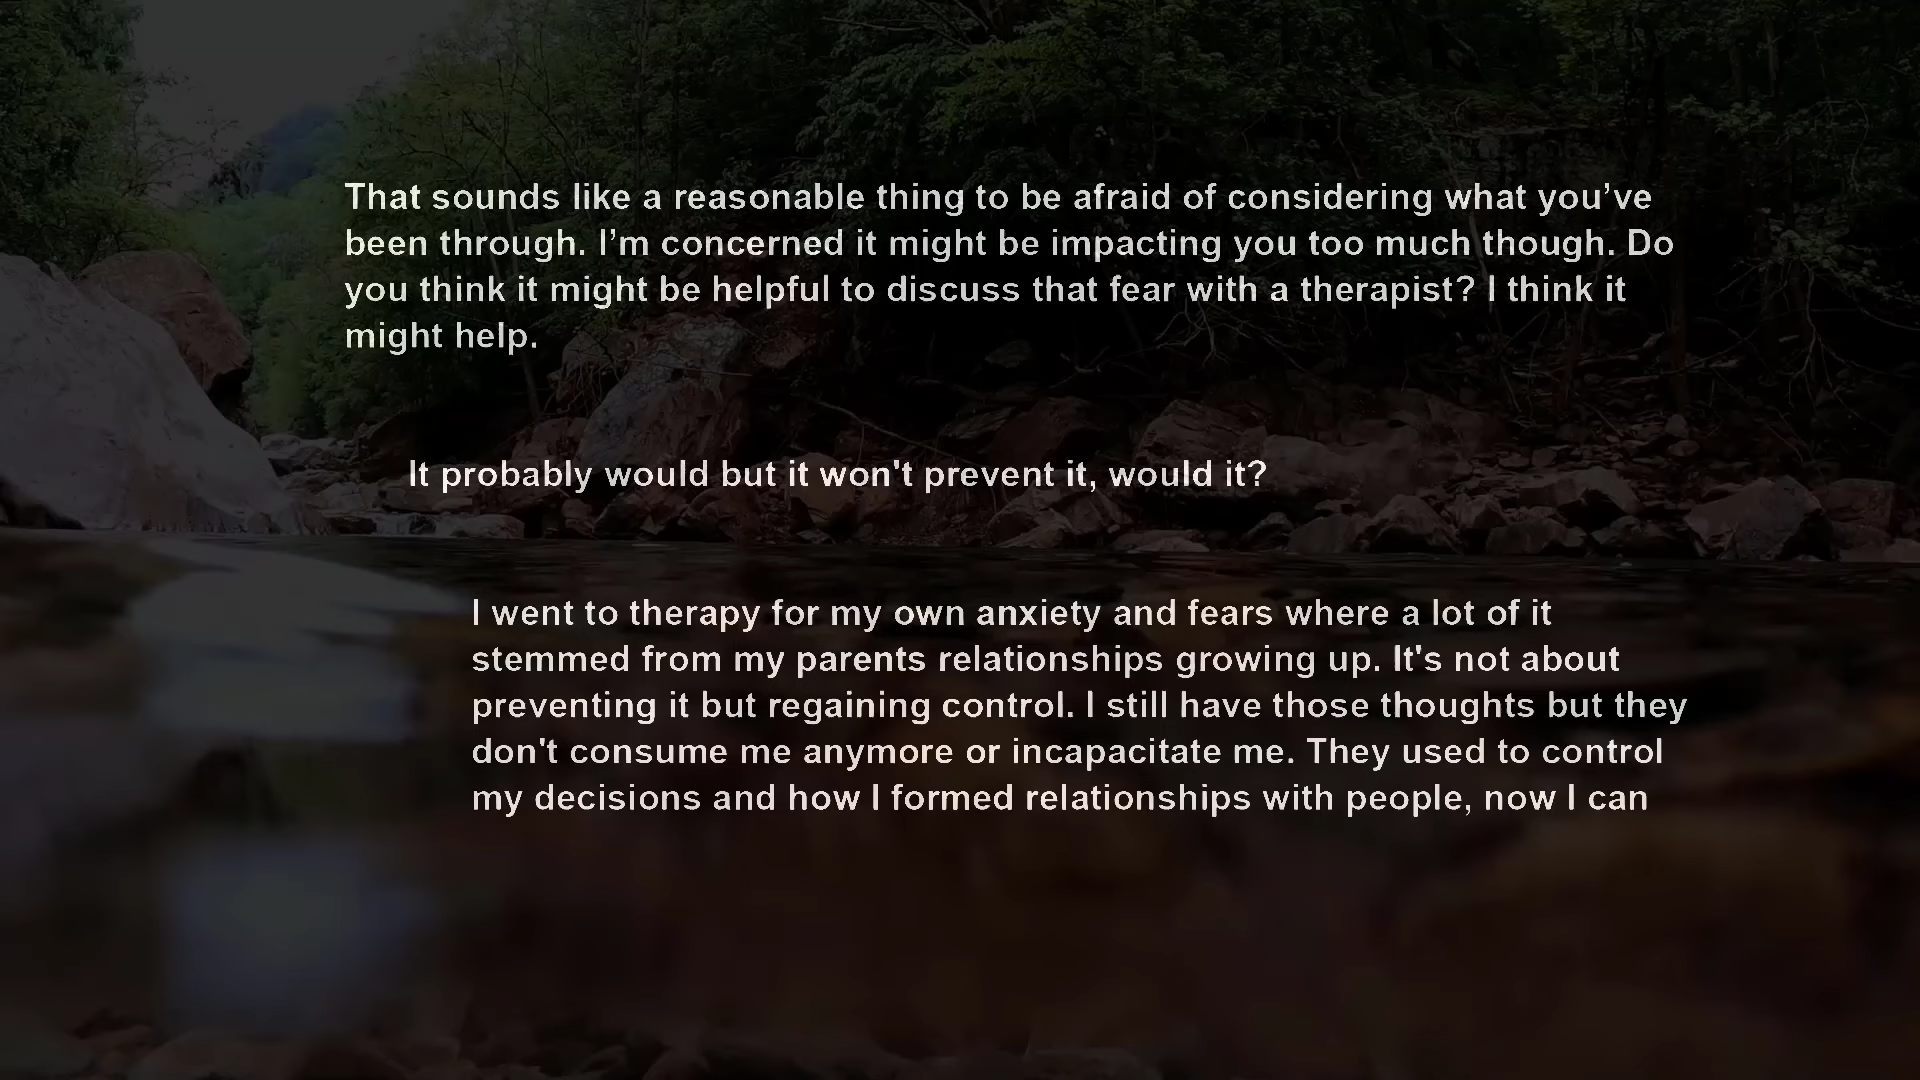 That sounds like a reasonable thing to be afraid of considering what you’ve
been through. I’m concerned it might be impacting you too much though. Do
you think it might be helpful to discuss that fear with a therapist? I think it
might help.
It probably would but it won't prevent it, would it?
I went to therapy for my own anxiety and fears where a lot of it
stemmed from my parents relationships growing up. It's not about
preventing it but regaining control. I still have those thoughts but they
don't consume me anymore or incapacitate me. They used to control
my decisions and how I formed relationships with people, now I can